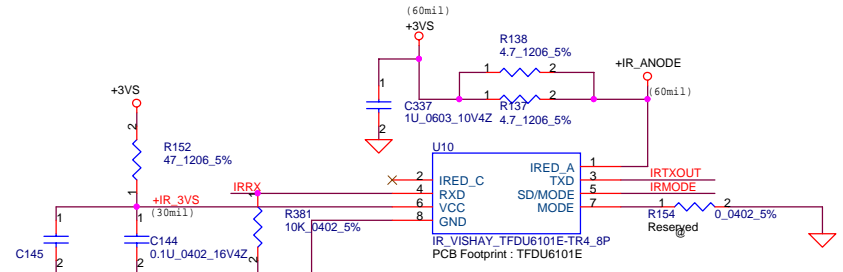 (60mil)
+3VS
R138
4.7_1206_5%
1
2
+IR_ANODE
(60mil)
1
2
R137
4.7_1206_5%
1
2
C337
1U_0603_10V4Z
+3VS
2
1
R152
47_1206_5%
+IR_3VS
(30mil)
IRRX
U10
IRED_A
1
2
IRED_C
TXD
3
IRTXOUT
4
RXD
SD/MODE
5
IRMODE
6
VCC
MODE
7
8
GND
1
2
R154
0_0402_5%
Reserved
@
IR_VISHAY_TFDU6101E-TR4_8P
PCB Footprint : TFDU6101E
1
2
R381
10K_0402_5%
1
2
C144
0.1U_0402_16V4Z
1
2
C145